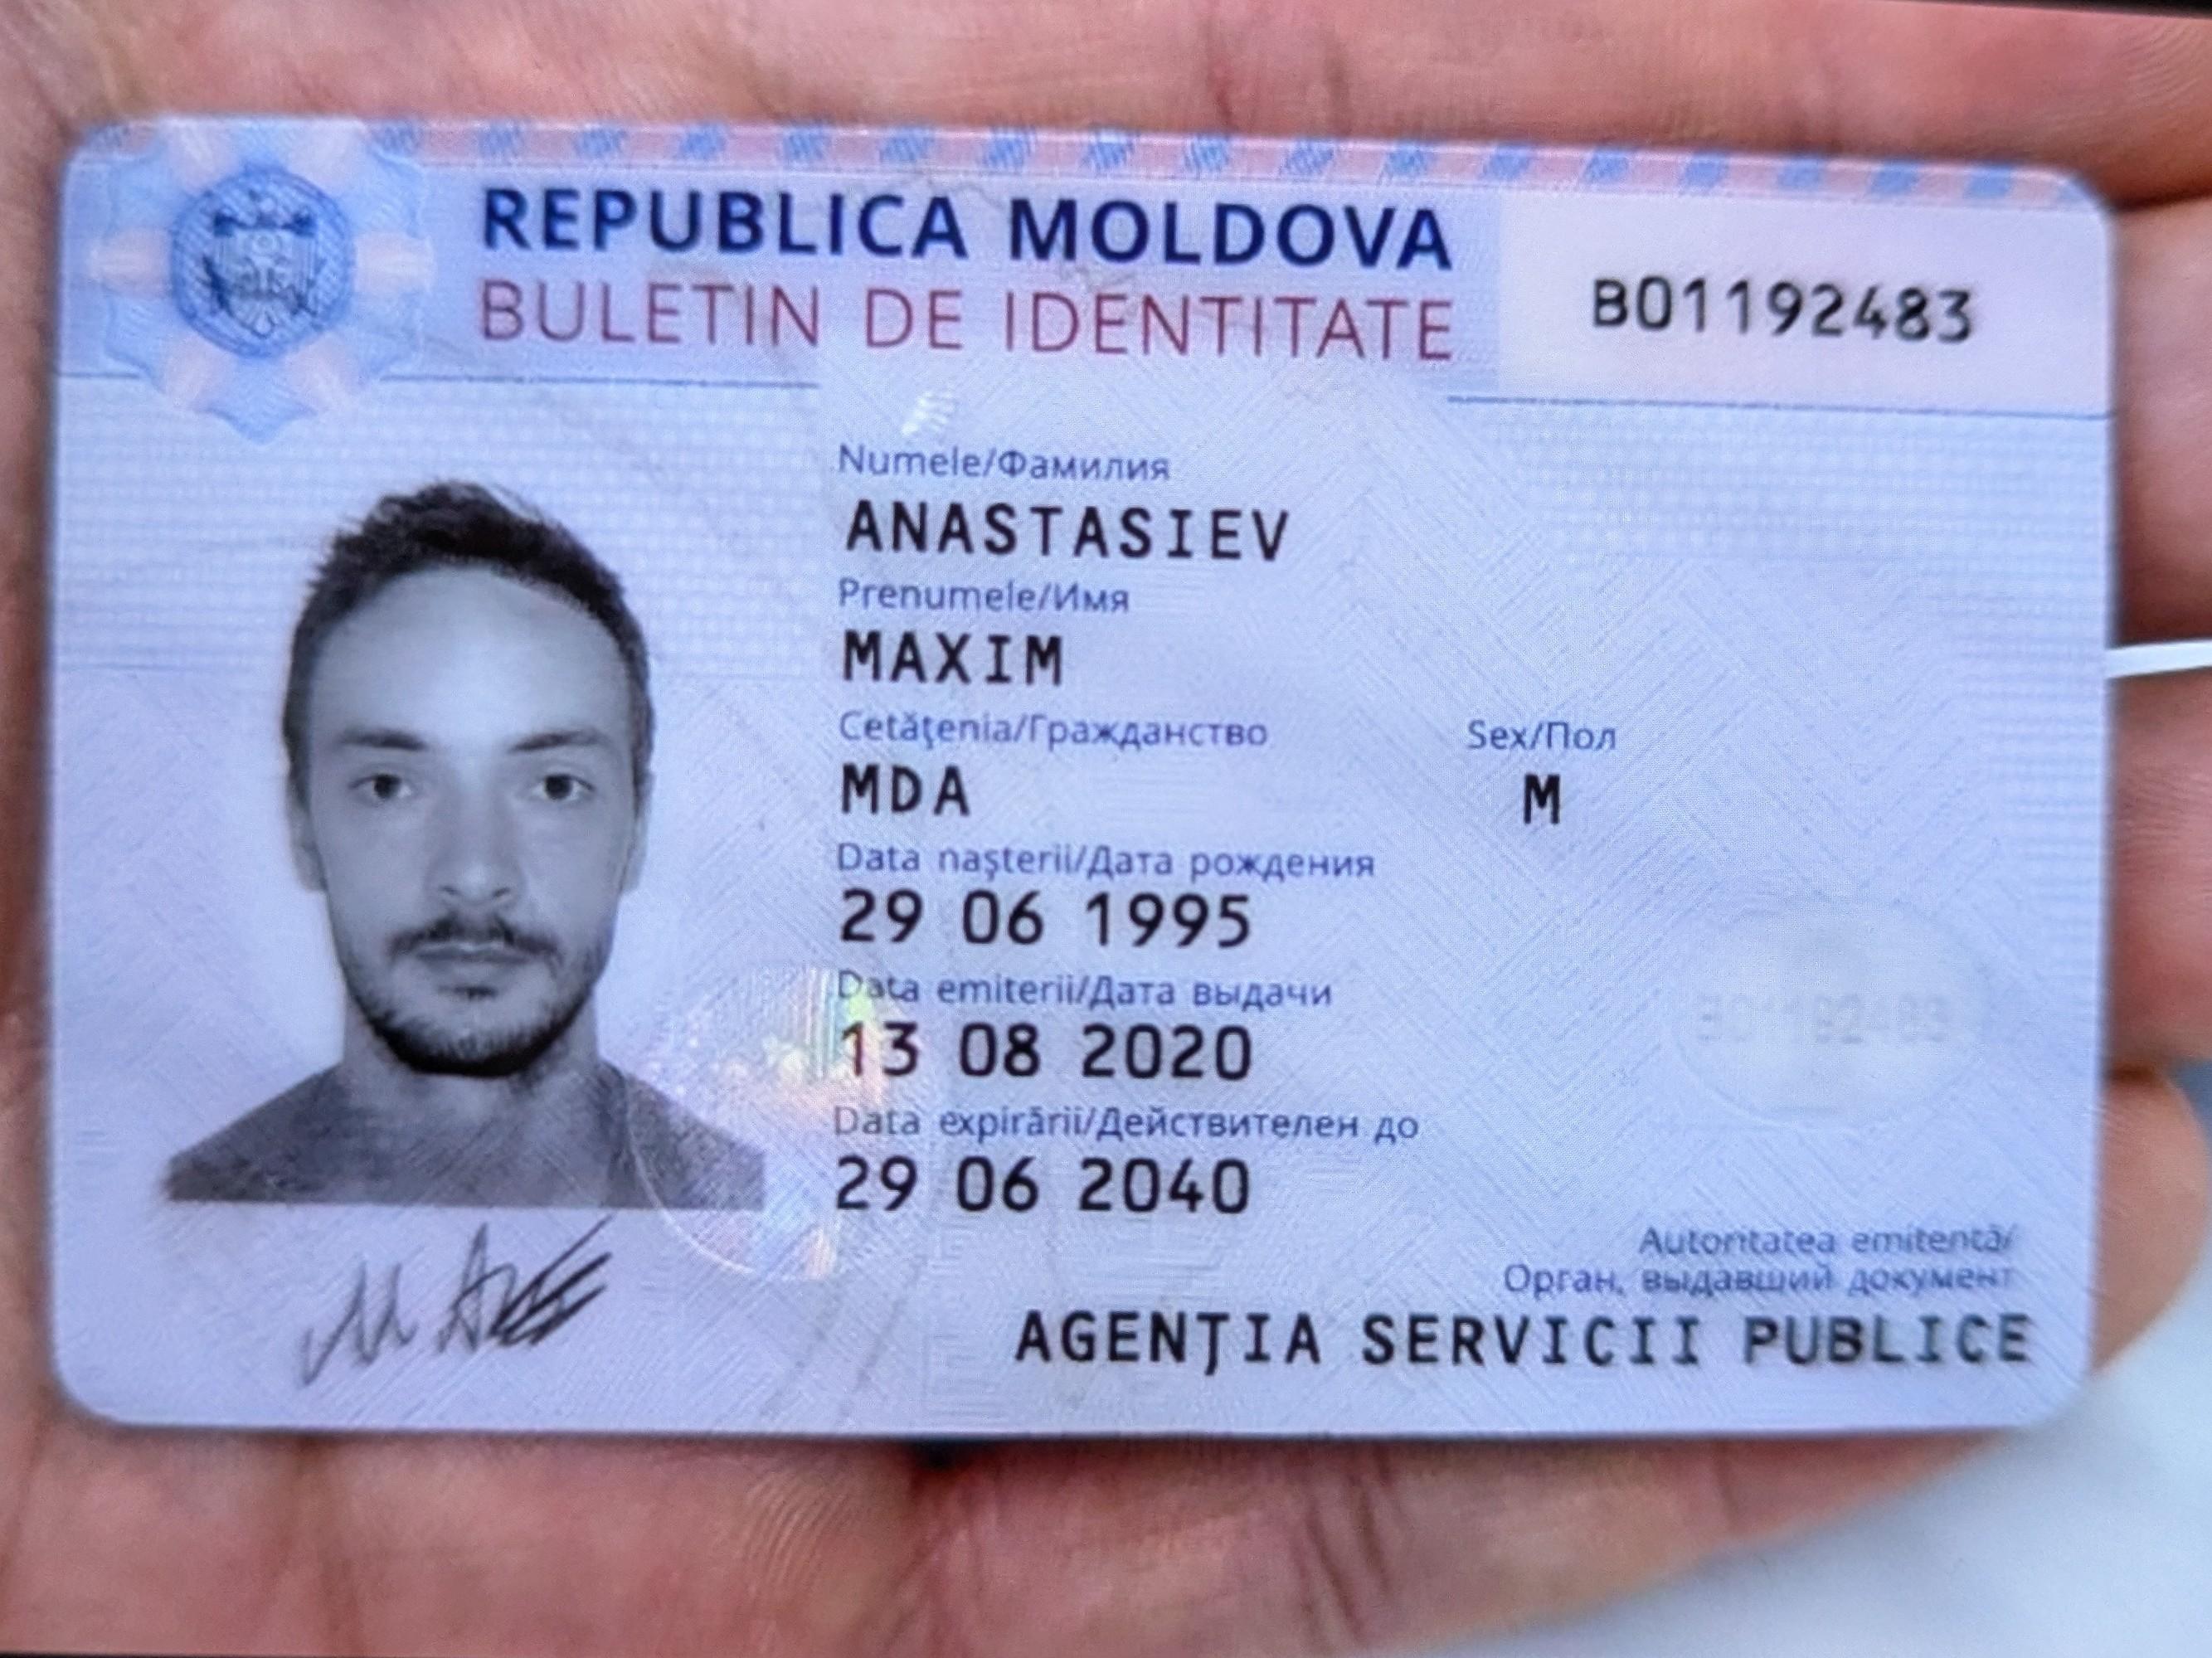 REPUBLICA MOLDOVA
BULETIN DE IDENTITATE
B01192483
Numele/Фамилия
ANASTASIEV
Prenumele/Имя
MAXIM
Cetăţenia/Гражданство
MDA
Sex/Пол
M
Data naşterii/Дата рождения
29 06 1995
Data emiterii/Дата выдачи
13 08 2020
Data expirării/Действителен до
29 06 2040
Autoritatea emitentă/
Орган, выдавший документ
AGENŢIA SERVICII PUBLICE